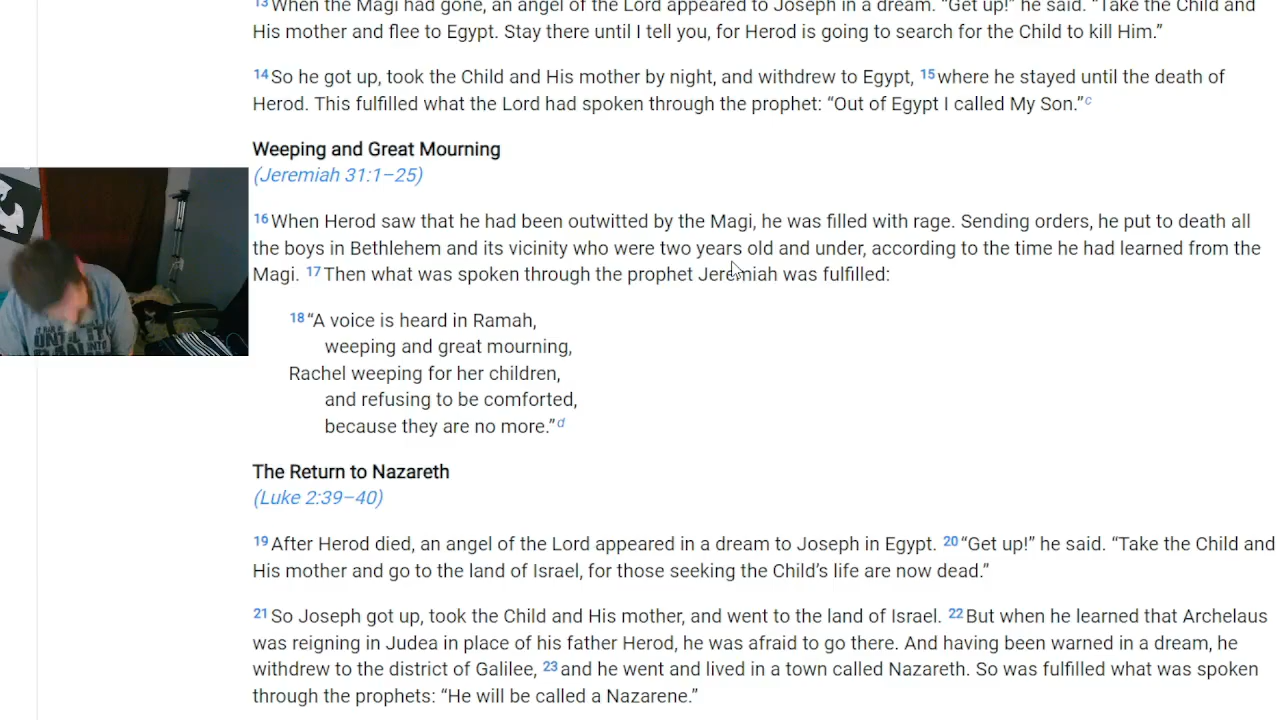 13 When the Magi had gone, an angel of the Lord appeared to Joseph in a dream. “Get up!” he said. “Take the Child and
His mother and flee to Egypt. Stay there until I tell you, for Herod is going to search for the Child to kill Him.”
14 So he got up, took the Child and His mother by night, and withdrew to Egypt, 15 where he stayed until the death of
Herod. This fulfilled what the Lord had spoken through the prophet: “Out of Egypt I called My Son.” c
Weeping and Great Mourning
(Jeremiah 31:1–25)
16 When Herod saw that he had been outwitted by the Magi, he was filled with rage. Sending orders, he put to death all
the boys in Bethlehem and its vicinity who were two years old and under, according to the time he had learned from the
Magi. 17 Then what was spoken through the prophet Jeremiah was fulfilled:
18 “A voice is heard in Ramah,
weeping and great mourning,
Rachel weeping for her children,
and refusing to be comforted,
because they are no more.” d
The Return to Nazareth
(Luke 2:39–40)
19 After Herod died, an angel of the Lord appeared in a dream to Joseph in Egypt. 20 “Get up!” he said. “Take the Child and
His mother and go to the land of Israel, for those seeking the Child’s life are now dead.”
21 So Joseph got up, took the Child and His mother, and went to the land of Israel. 22 But when he learned that Archelaus
was reigning in Judea in place of his father Herod, he was afraid to go there. And having been warned in a dream, he
withdrew to the district of Galilee, 23 and he went and lived in a town called Nazareth. So was fulfilled what was spoken
through the prophets: “He will be called a Nazarene.”
UNTIL IT